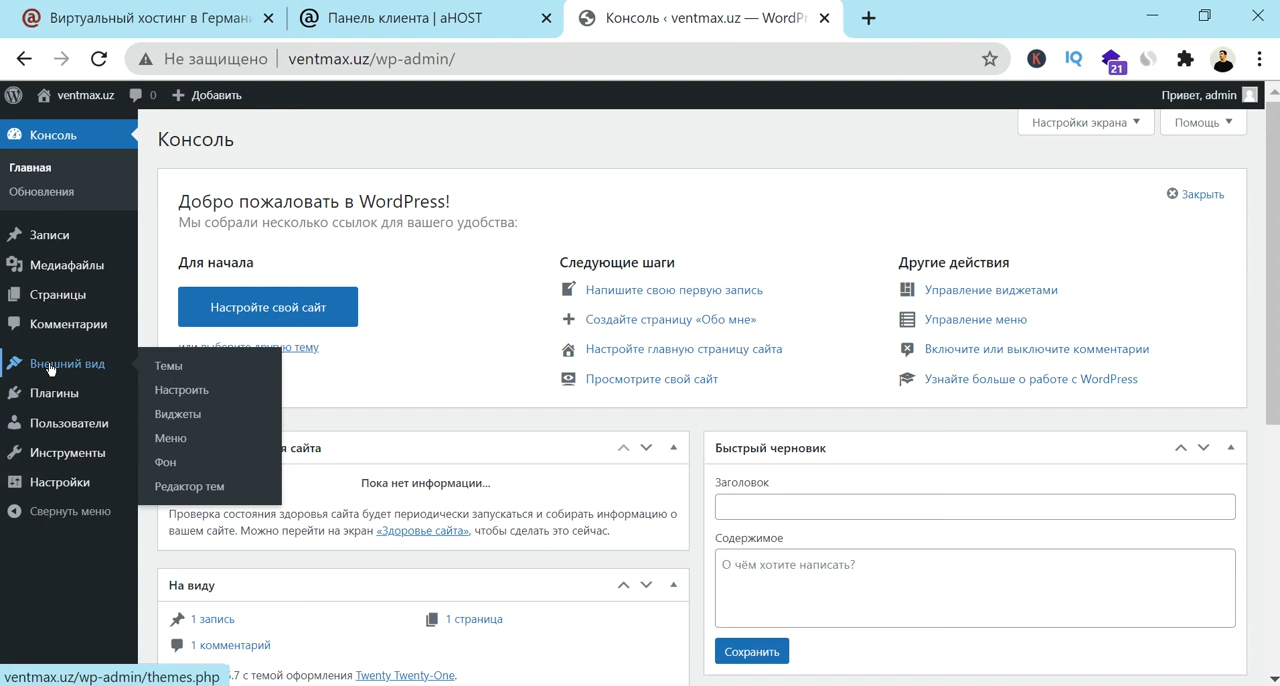 Виртуальный хостинг в Герман
Панель клиента | aHOST
Консоль ‹ ventmax.uz — WordPr
Не защищено
ventmax.uz/wp-admin/
21
ventmax.uz
0
Добавить
Привет, admin
Консоль
Главная
Обновления
Записи
Медиафайлы
Страницы
Комментарии
Внешний вид
Плагины
Пользователи
Инструменты
Настройки
Свернуть меню
Темы
Настроить
Виджеты
Меню
Фон
Редактор тем
Консоль
Настройки экрана
Помощь
Добро пожаловать в WordPress!
Мы собрали несколько ссылок для вашего удобства:
Закрыть
Для начала
Настройте свой сайт
или выберите другую тему
Следующие шаги
Напишите свою первую запись
Создайте страницу «Обо мне»
Настройте главную страницу сайта
Просмотрите свой сайт
Другие действия
Управление виджетами
Управление меню
Включите или выключите комментарии
Узнайте больше о работе с WordPress
я сайта
Пока нет информации...
Проверка состояния здоровья сайта будет периодически запускаться и собирать информацию о
вашем сайте. Можно перейти на экран «Здоровье сайта», чтобы сделать это сейчас.
На виду
1 запись
1 страница
1 комментарий
.7 с темой оформления Twenty Twenty-One.
Быстрый черновик
Заголовок
Содержимое
О чём хотите написать?
Сохранить
ventmax.uz/wp-admin/themes.php